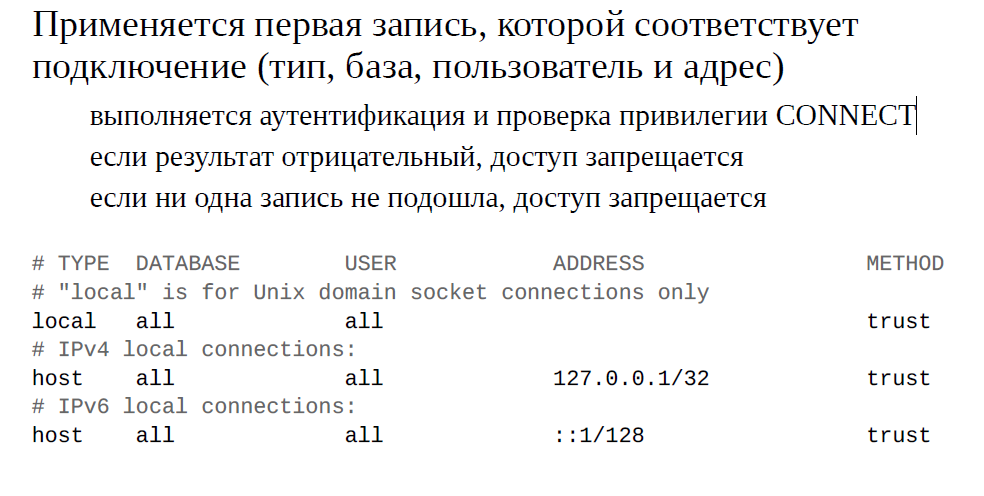 Применяется первая запись, которой соответствует
подключение (тип, база, пользователь и адрес)
выполняется аутентификация и проверка привилегии CONNECT
если результат отрицательный, доступ запрещается
если ни одна запись не подошла, доступ запрещается
# TYPE  DATABASE        USER            ADDRESS                 METHOD
# "local" is for Unix domain socket connections only
local   all             all                                     trust
# IPv4 local connections:
host    all             all             127.0.0.1/32            trust
# IPv6 local connections:
host    all             all             ::1/128                 trust